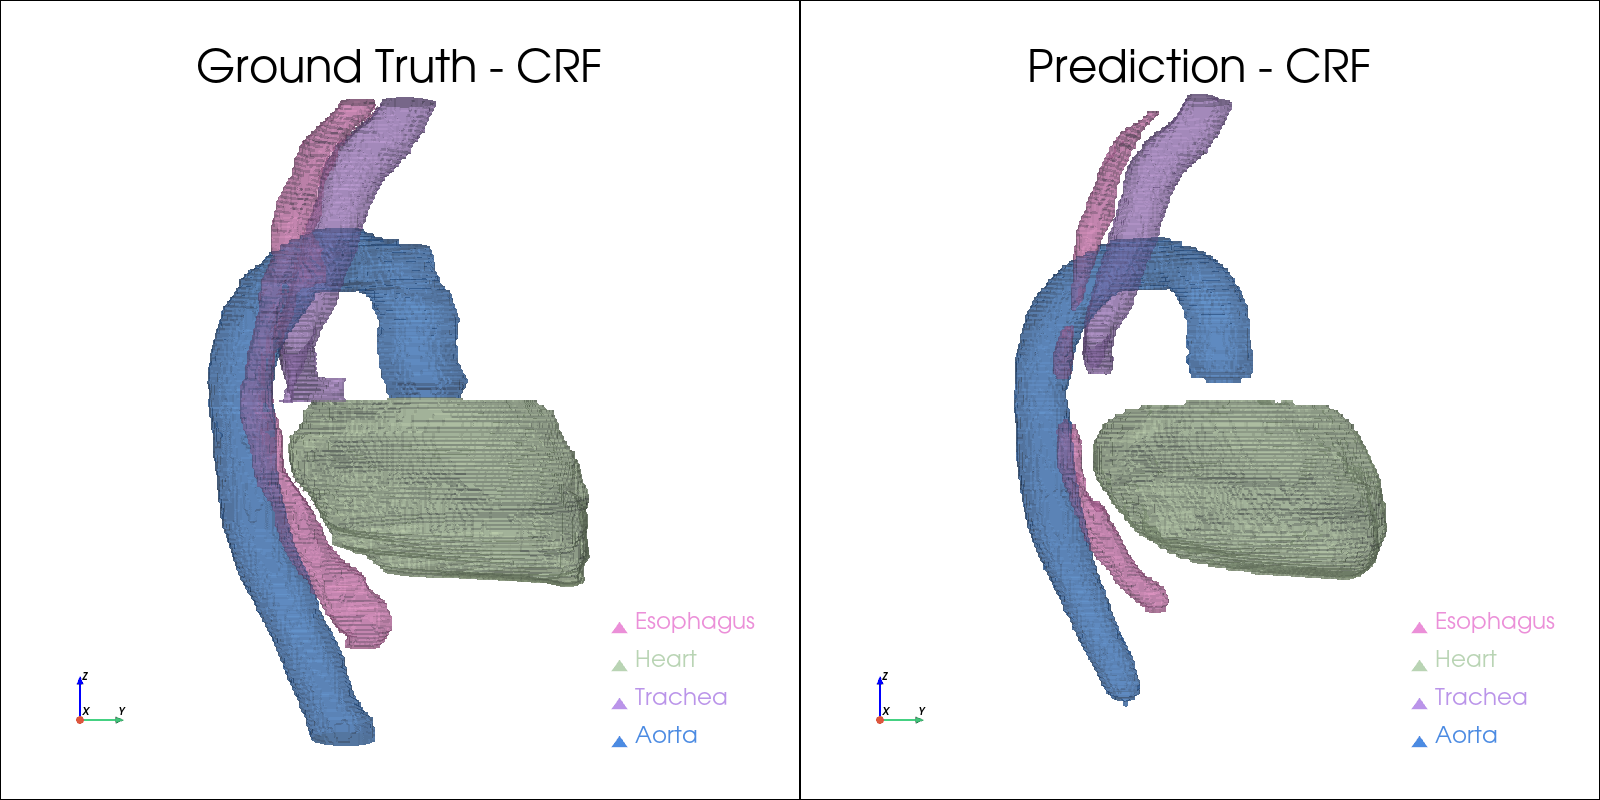 Ground Truth - CRF
Esophagus
Heart
Trachea
Aorta
Z
X
Y
Prediction - CRF
Esophagus
Heart
Trachea
Aorta
Z
X
Y